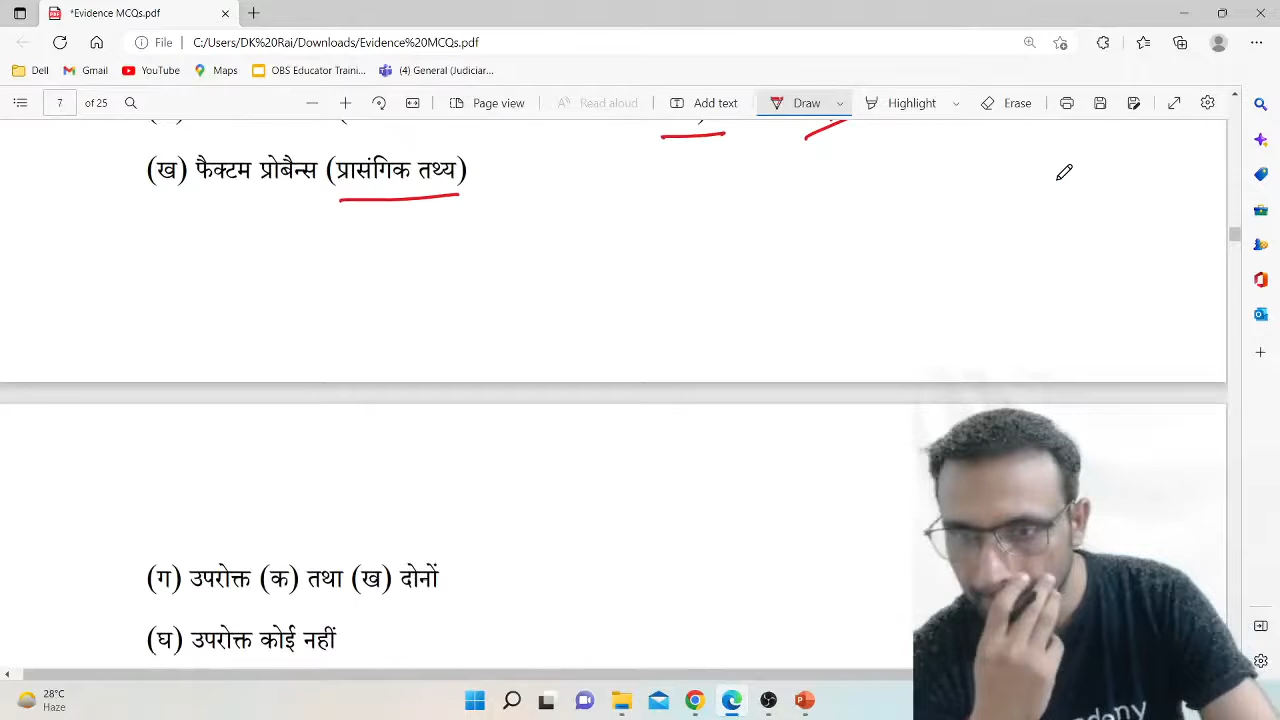 *Evidence MCQs.pdf
File C:/Users/DK%20Rai/Downloads/Evidence%20MCQs.pdf
Dell Gmail YouTube Maps OBS Educator Traini... (4) General (Judiciar...
7 of 25 Page view Read aloud Add text Draw Highlight Erase
(ख) फैक्टम प्रोबैन्स (प्रासंगिक तथ्य)
(ग) उपरोक्त (क) तथा (ख) दोनों
(घ) उपरोक्त कोई नहीं
28°C
Haze